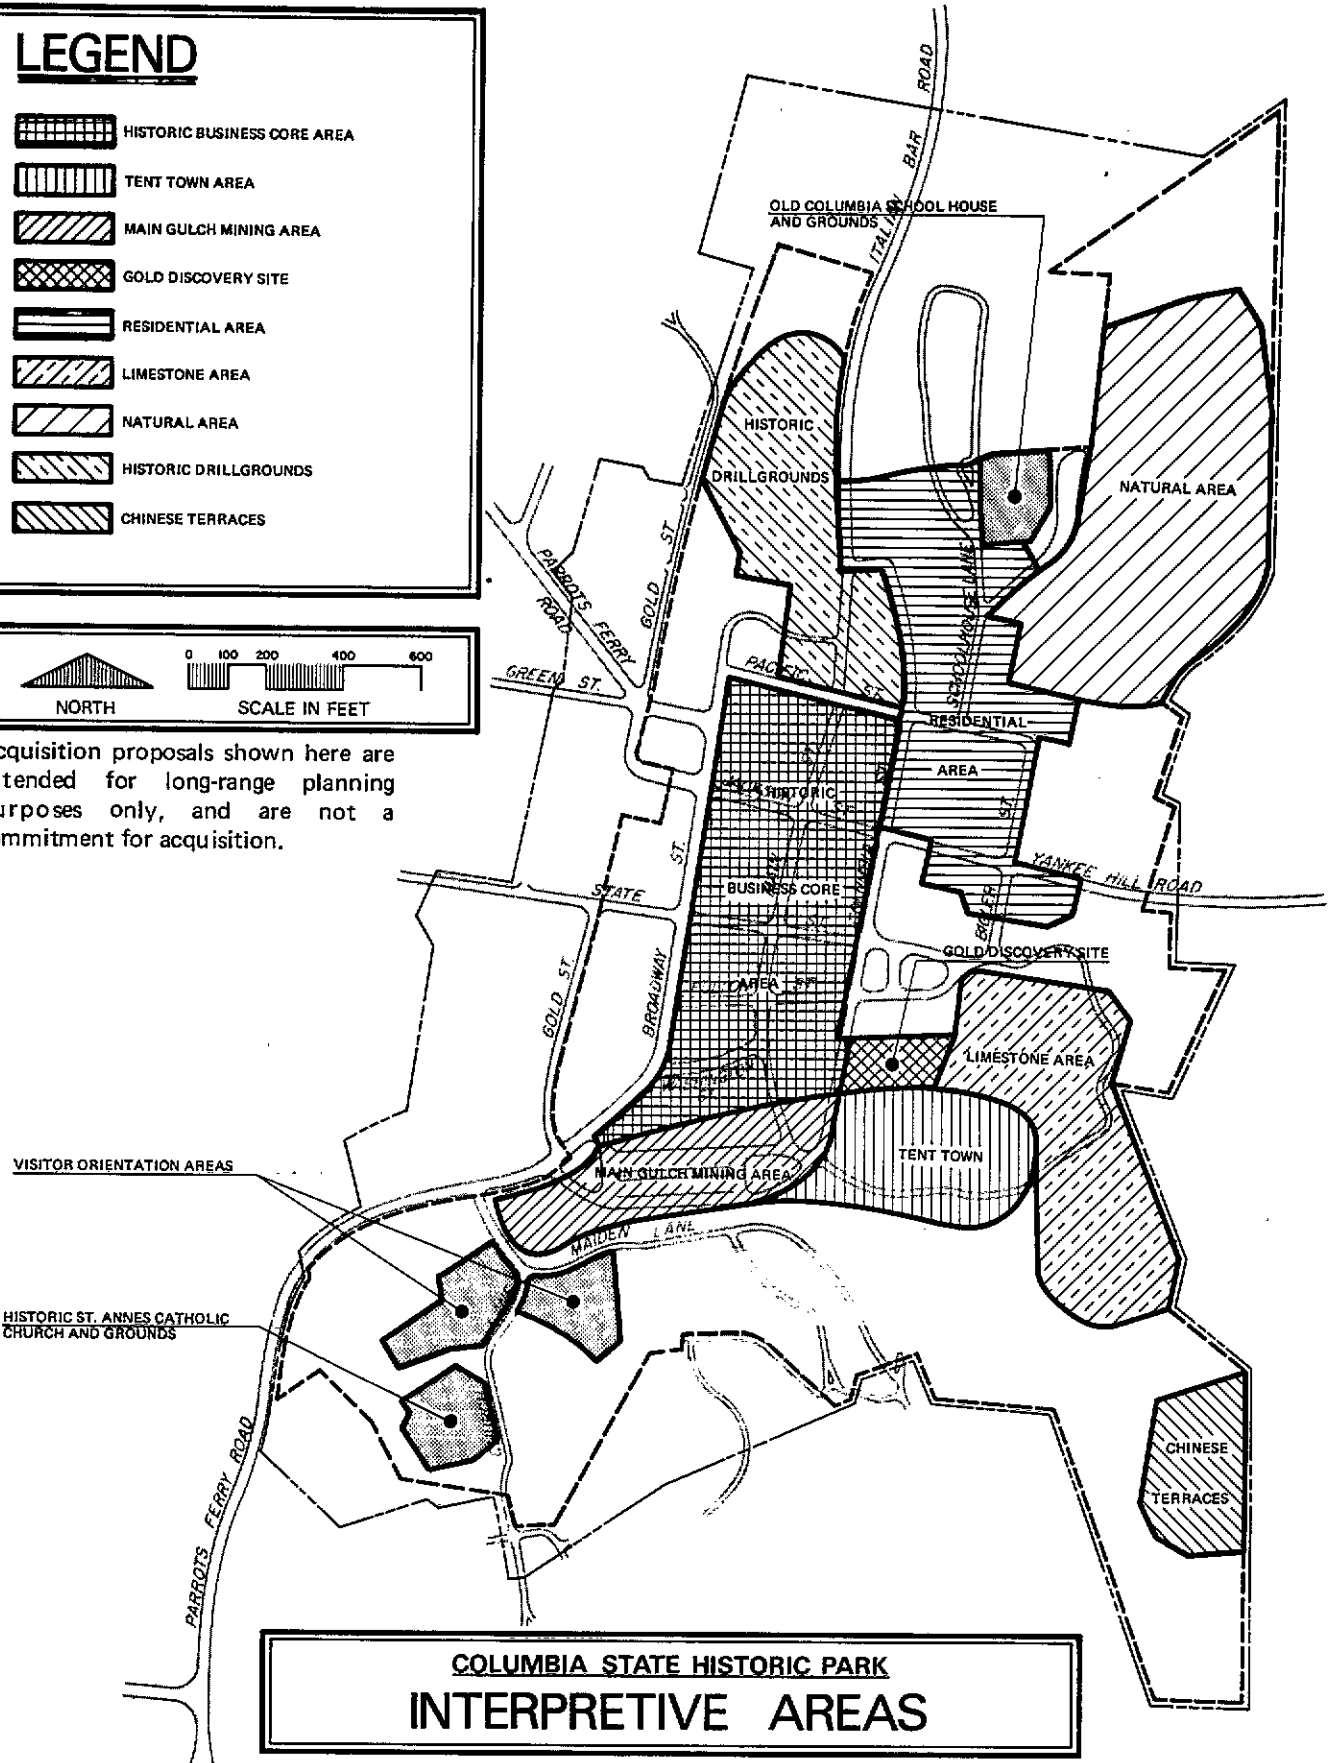 LEGEND
HISTORIC BUSINESS CORE AREA
TENT TOWN AREA
MAIN GULCH MINING AREA
GOLD DISCOVERY SITE
RESIDENTIAL AREA
LIMESTONE AREA
NATURAL AREA
HISTORIC DRILLGROUNDS
CHINESE TERRACES
0 100 200 400 600
NORTH
SCALE IN FEET
cquisition proposals shown here are
tended for long-range planning
urposes only, and are not a
mmitment for acquisition.
ITALIAN BAR ROAD
OLD COLUMBIA SCHOOL HOUSE
AND GROUNDS
HISTORIC
DRILLGROUNDS
NATURAL AREA
PARROTS FERRY
ROAD
GOLD ST
GREEN ST.
PACIFIC ST.
SCHOOLHOUSE LANE
RESIDENTIAL
AREA
HISTORIC
BUSINESS CORE
AREA
MAIN ST.
STATE ST.
BROADWAY ST.
GOLD ST.
BIGLER ST.
YANKEE HILL ROAD
GOLD DISCOVERY SITE
LIMESTONE AREA
TENT TOWN
MAIN GULCH MINING AREA
MAIDEN LANE
VISITOR ORIENTATION AREAS
HISTORIC ST. ANNES CATHOLIC
CHURCH AND GROUNDS
PARROTS FERRY ROAD
CHINESE
TERRACES
COLUMBIA STATE HISTORIC PARK
INTERPRETIVE AREAS